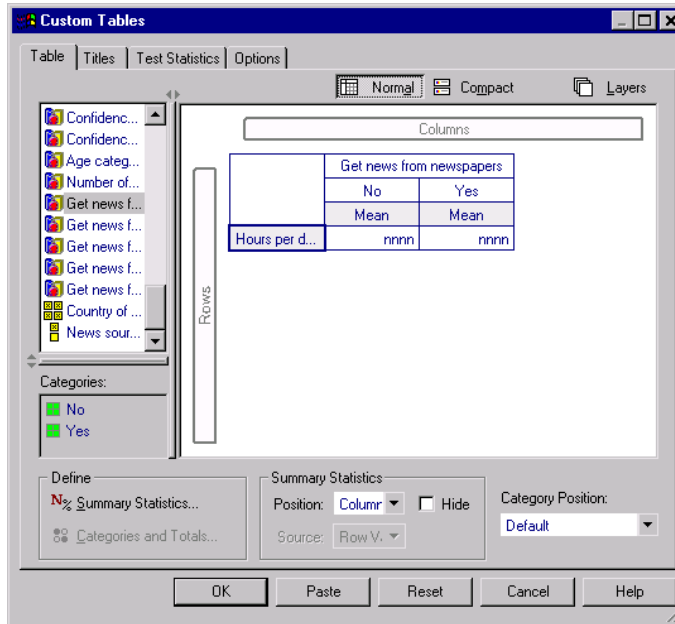 Custom Tables
Table Titles Test Statistics Options
Normal Compact Layers
Confidenc...
Confidenc...
Age categ...
Number of...
Get news f...
Get news f...
Get news f...
Get news f...
Get news f...
Country of ...
News sour...
Categories:
No
Yes
Columns
Rows
Get news from newspapers
No Yes
Mean Mean
Hours per d... nnnn nnnn
Define
N% Summary Statistics...
Categories and Totals...
Summary Statistics
Position: Columr Hide
Source: Row V.
Category Position:
Default
OK Paste Reset Cancel Help